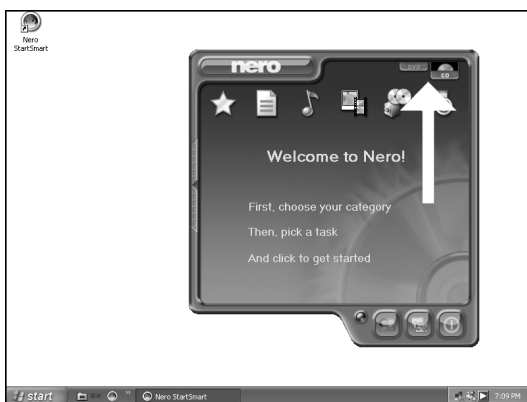 Nero
StartSmart
nero
DVD
CD
Welcome to Nero!
First, choose your category
Then, pick a task
And click to get started
start
Nero StartSmart
7:09 PM